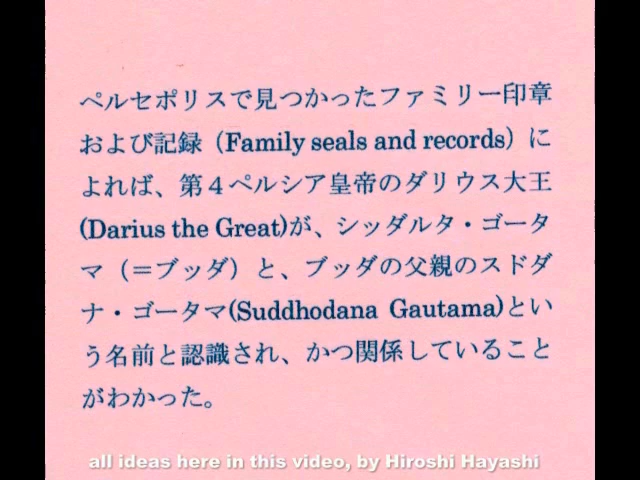 ペルセポリスで見つかったファミリー印章
および記録（Family seals and records）に
よれば、第４ペルシア皇帝のダリウス大王
(Darius the Great)が、シッダルタ・ゴータ
マ（＝ブッダ）と、ブッダの父親のスドダ
ナ・ゴータマ(Suddhodana Gautama)とい
う名前と認識され、かつ関係していること
がわかった。
all ideas here in this video, by Hiroshi Hayashi